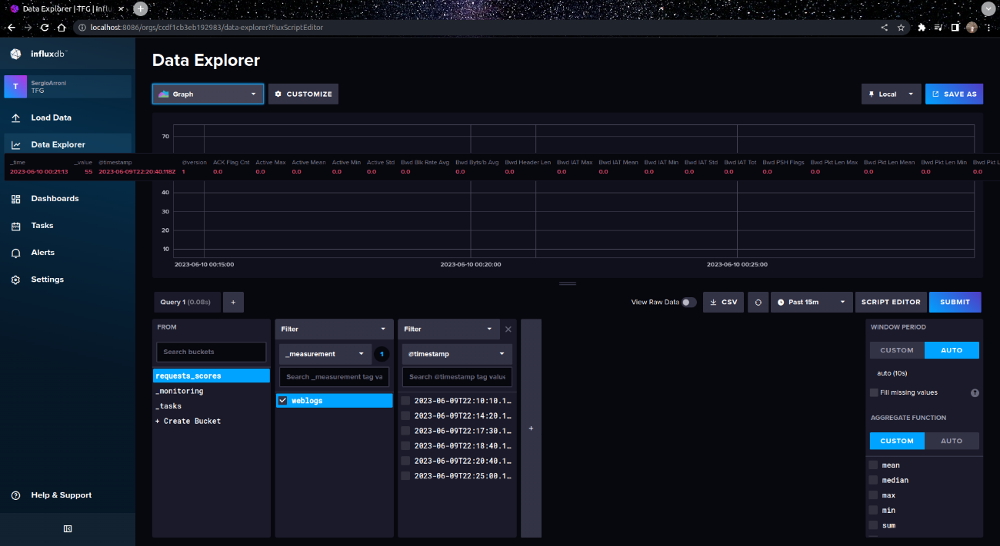 Data Explorer | TFG | Influ
localhost:8086/orgs/ccdf1cb3eb192983/data-explorer?fluxScriptEditor
influxdb™
T
SergioArroni
TFG
Load Data
Data Explorer
Dashboards
Tasks
Alerts
Settings
Help & Support
Data Explorer
Graph
CUSTOMIZE
Local
SAVE AS
70
_time _value @timestamp @version ACK Flag Cnt Active Max Active Mean Active Min Active Std Bwd Blk Rate Avg Bwd Byts/b Avg Bwd Header Len Bwd IAT Max Bwd IAT Mean Bwd IAT Min Bwd IAT Std Bwd IAT Tot Bwd PSH Flags Bwd Pkt Len Max Bwd Pkt Len Mean Bwd Pkt Len Min Bwd Pkt L
2023-06-10 00:21:13 55 2023-06-09T22:20:40.118Z 1 0.0 0.0 0.0 0.0 0.0 0.0 0.0 0.0 0.0 0.0 0.0 0.0 0.0 0.0 0.0 0.0 0.0 0.0
40
30
20
10
2023-06-10 00:15:00 2023-06-10 00:20:00 2023-06-10 00:25:00
Query 1 (0.08s)
+
View Raw Data
CSV
Past 15m
SCRIPT EDITOR
SUBMIT
FROM
Search buckets
requests_scores
_monitoring
_tasks
+ Create Bucket
Filter
_measurement
1
Search _measurement tag va
weblogs
Filter
@timestamp
Search @timestamp tag value
2023-06-09T22:10:10.1…
2023-06-09T22:14:20.1…
2023-06-09T22:17:30.1…
2023-06-09T22:18:40.1…
2023-06-09T22:20:40.1…
2023-06-09T22:25:00.1…
+
WINDOW PERIOD
CUSTOM AUTO
auto (10s)
Fill missing values
?
AGGREGATE FUNCTION
CUSTOM AUTO
mean
median
max
min
sum